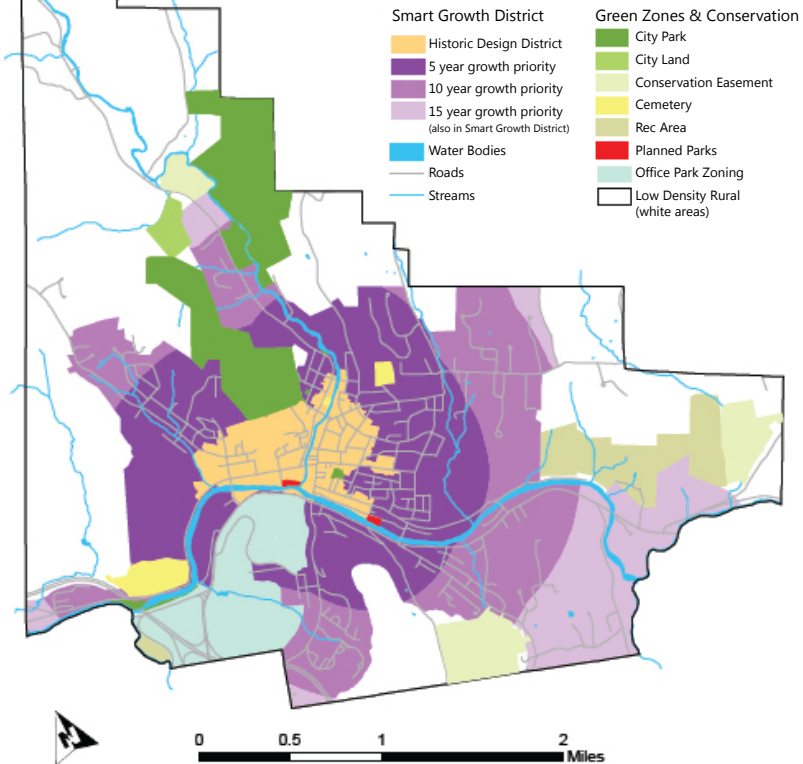 Smart Growth District
Historic Design District
5 year growth priority
10 year growth priority
15 year growth priority
(also in Smart Growth District)
Water Bodies
Roads
Streams
Green Zones & Conservation
City Park
City Land
Conservation Easement
Cemetery
Rec Area
Planned Parks
Office Park Zoning
Low Density Rural
(white areas)
N
0 0.5 1 2
Miles